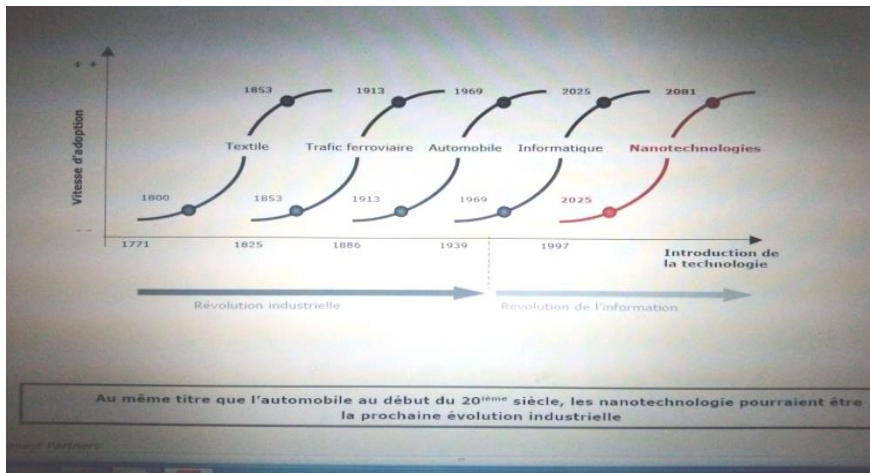 ++
1853
1913
1969
2025
2081
Vitesse d'adoption
Textile
Trafic ferroviaire
Automobile
Informatique
Nanotechnologies
1800
1853
1913
1969
2025
--
1771
1825
1886
1939
1997
Introduction de
la technologie
Révolution industrielle
Révolution de l'information
Au même titre que l'automobile au début du 20ième siècle, les nanotechnologie pourraient être
la prochaine évolution industrielle
Partners